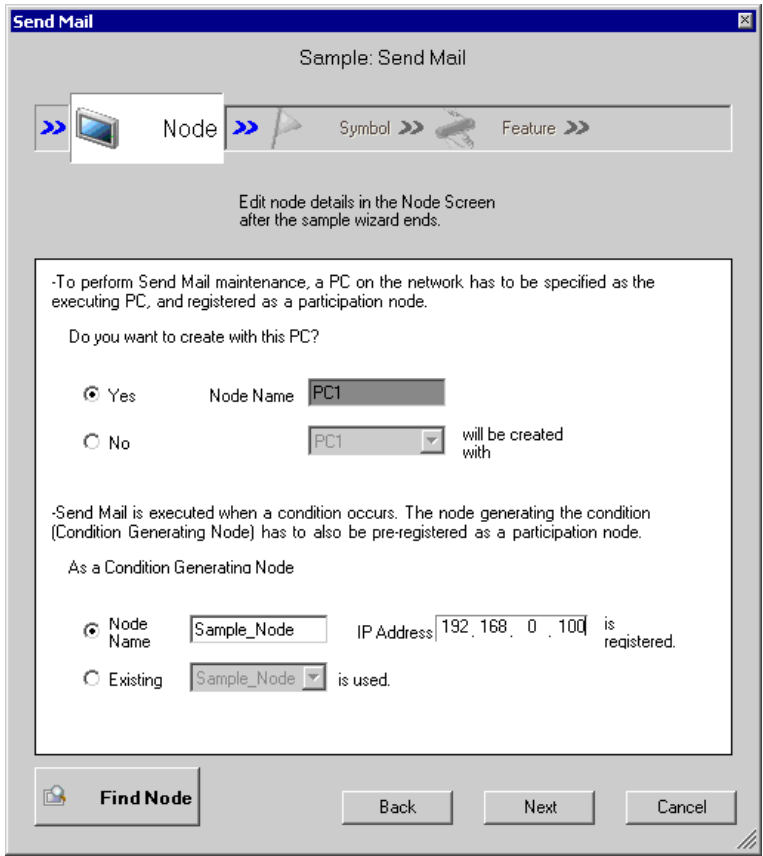 Send Mail
Sample: Send Mail
Node
Symbol
Feature
Edit node details in the Node Screen
after the sample wizard ends.
-To perform Send Mail maintenance, a PC on the network has to be specified as the
executing PC, and registered as a participation node.
Do you want to create with this PC?
Yes Node Name PC1
No PC1 will be created
with
-Send Mail is executed when a condition occurs. The node generating the condition
(Condition Generating Node) has to also be pre-registered as a participation node.
As a Condition Generating Node
Node
Name Sample_Node IP Address 192 . 168 . 0 . 100 is
registered.
Existing Sample_Node is used.
Find Node Back Next Cancel